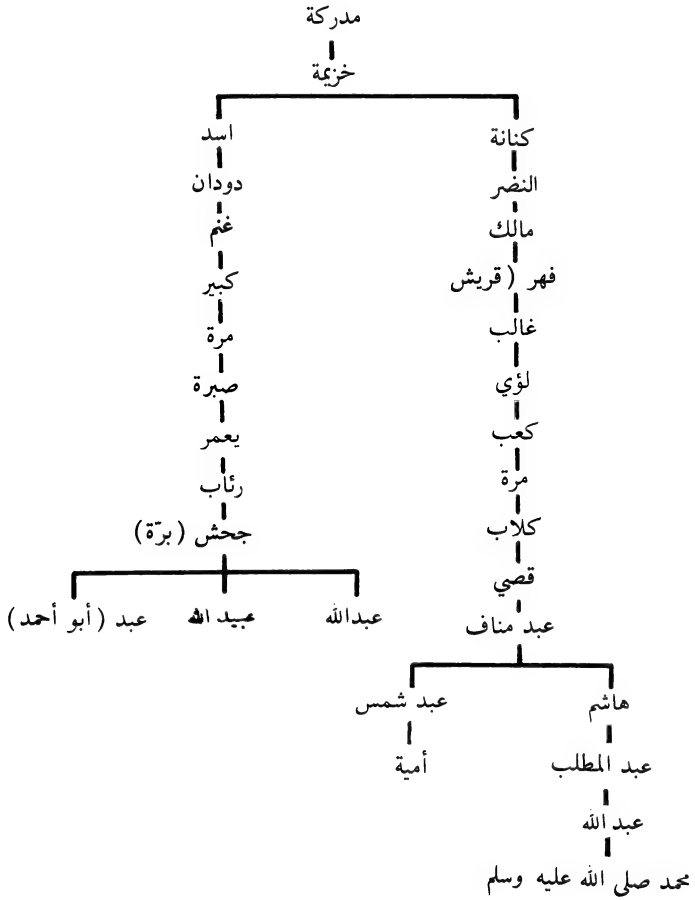 مدركة
خزيمة
كنانة
اسد
النضر
دودان
مالك
غنم
فهر (قريش
كبير
غالب
مرة
لؤي
صبرة
كعب
يعمر
مرة
رئاب
كلاب
جحش (برّة)
قصي
عبدالله
عبيد الله
عبد (أبو أحمد)
عبد مناف
هاشم
عبد شمس
عبد المطلب
أمية
عبد الله
محمد صلى الله عليه وسلم